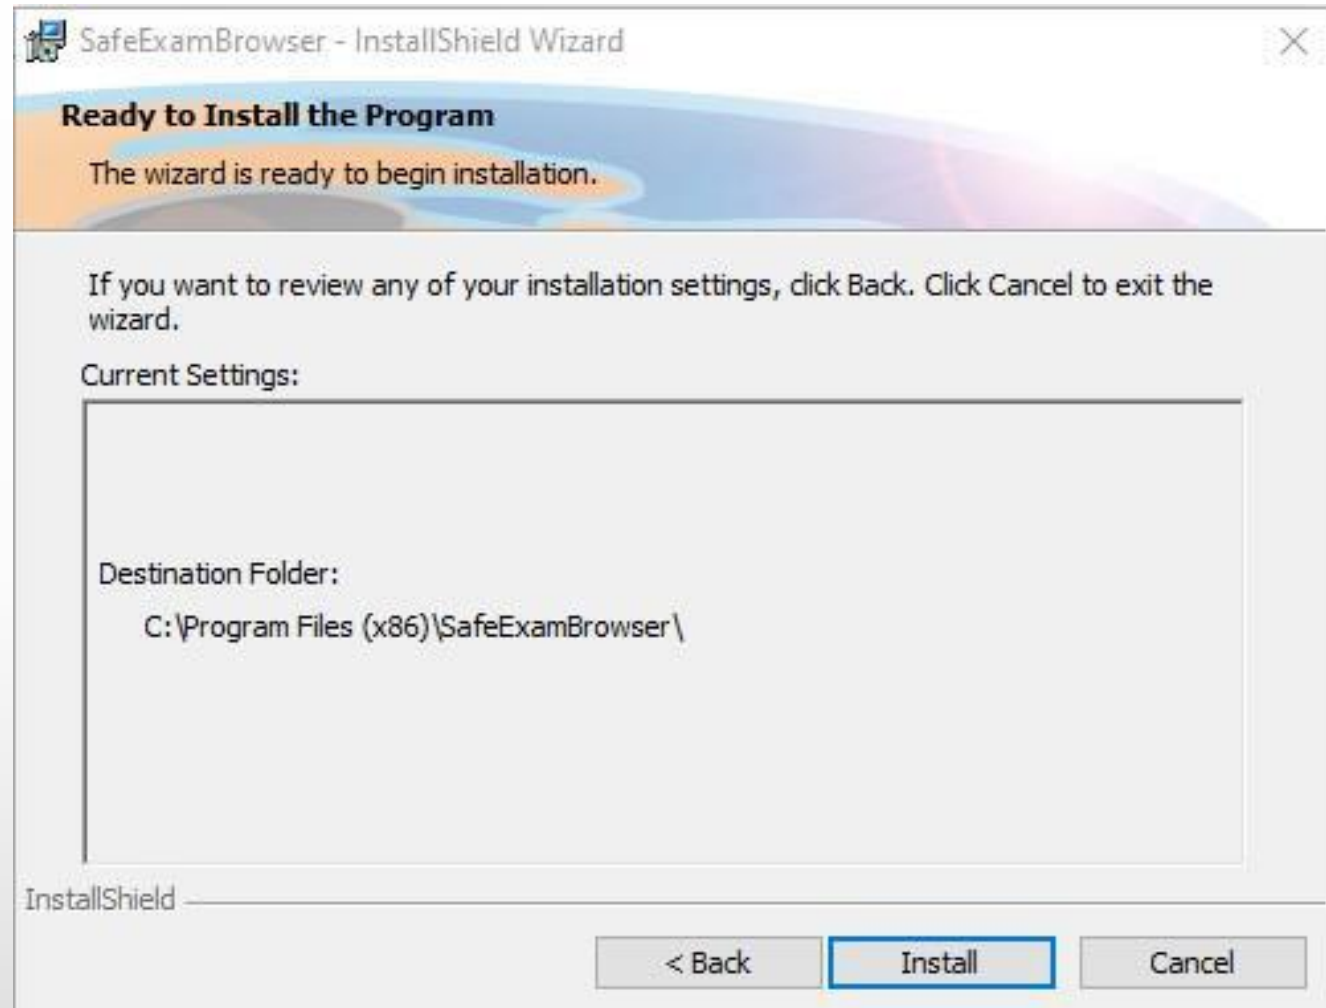 SafeExamBrowser - InstallShield Wizard
Ready to Install the Program
The wizard is ready to begin installation.
If you want to review any of your installation settings, click Back. Click Cancel to exit the
wizard.
Current Settings:
Destination Folder:
C:\Program Files (x86)\SafeExamBrowser\
InstallShield
< Back
Install
Cancel